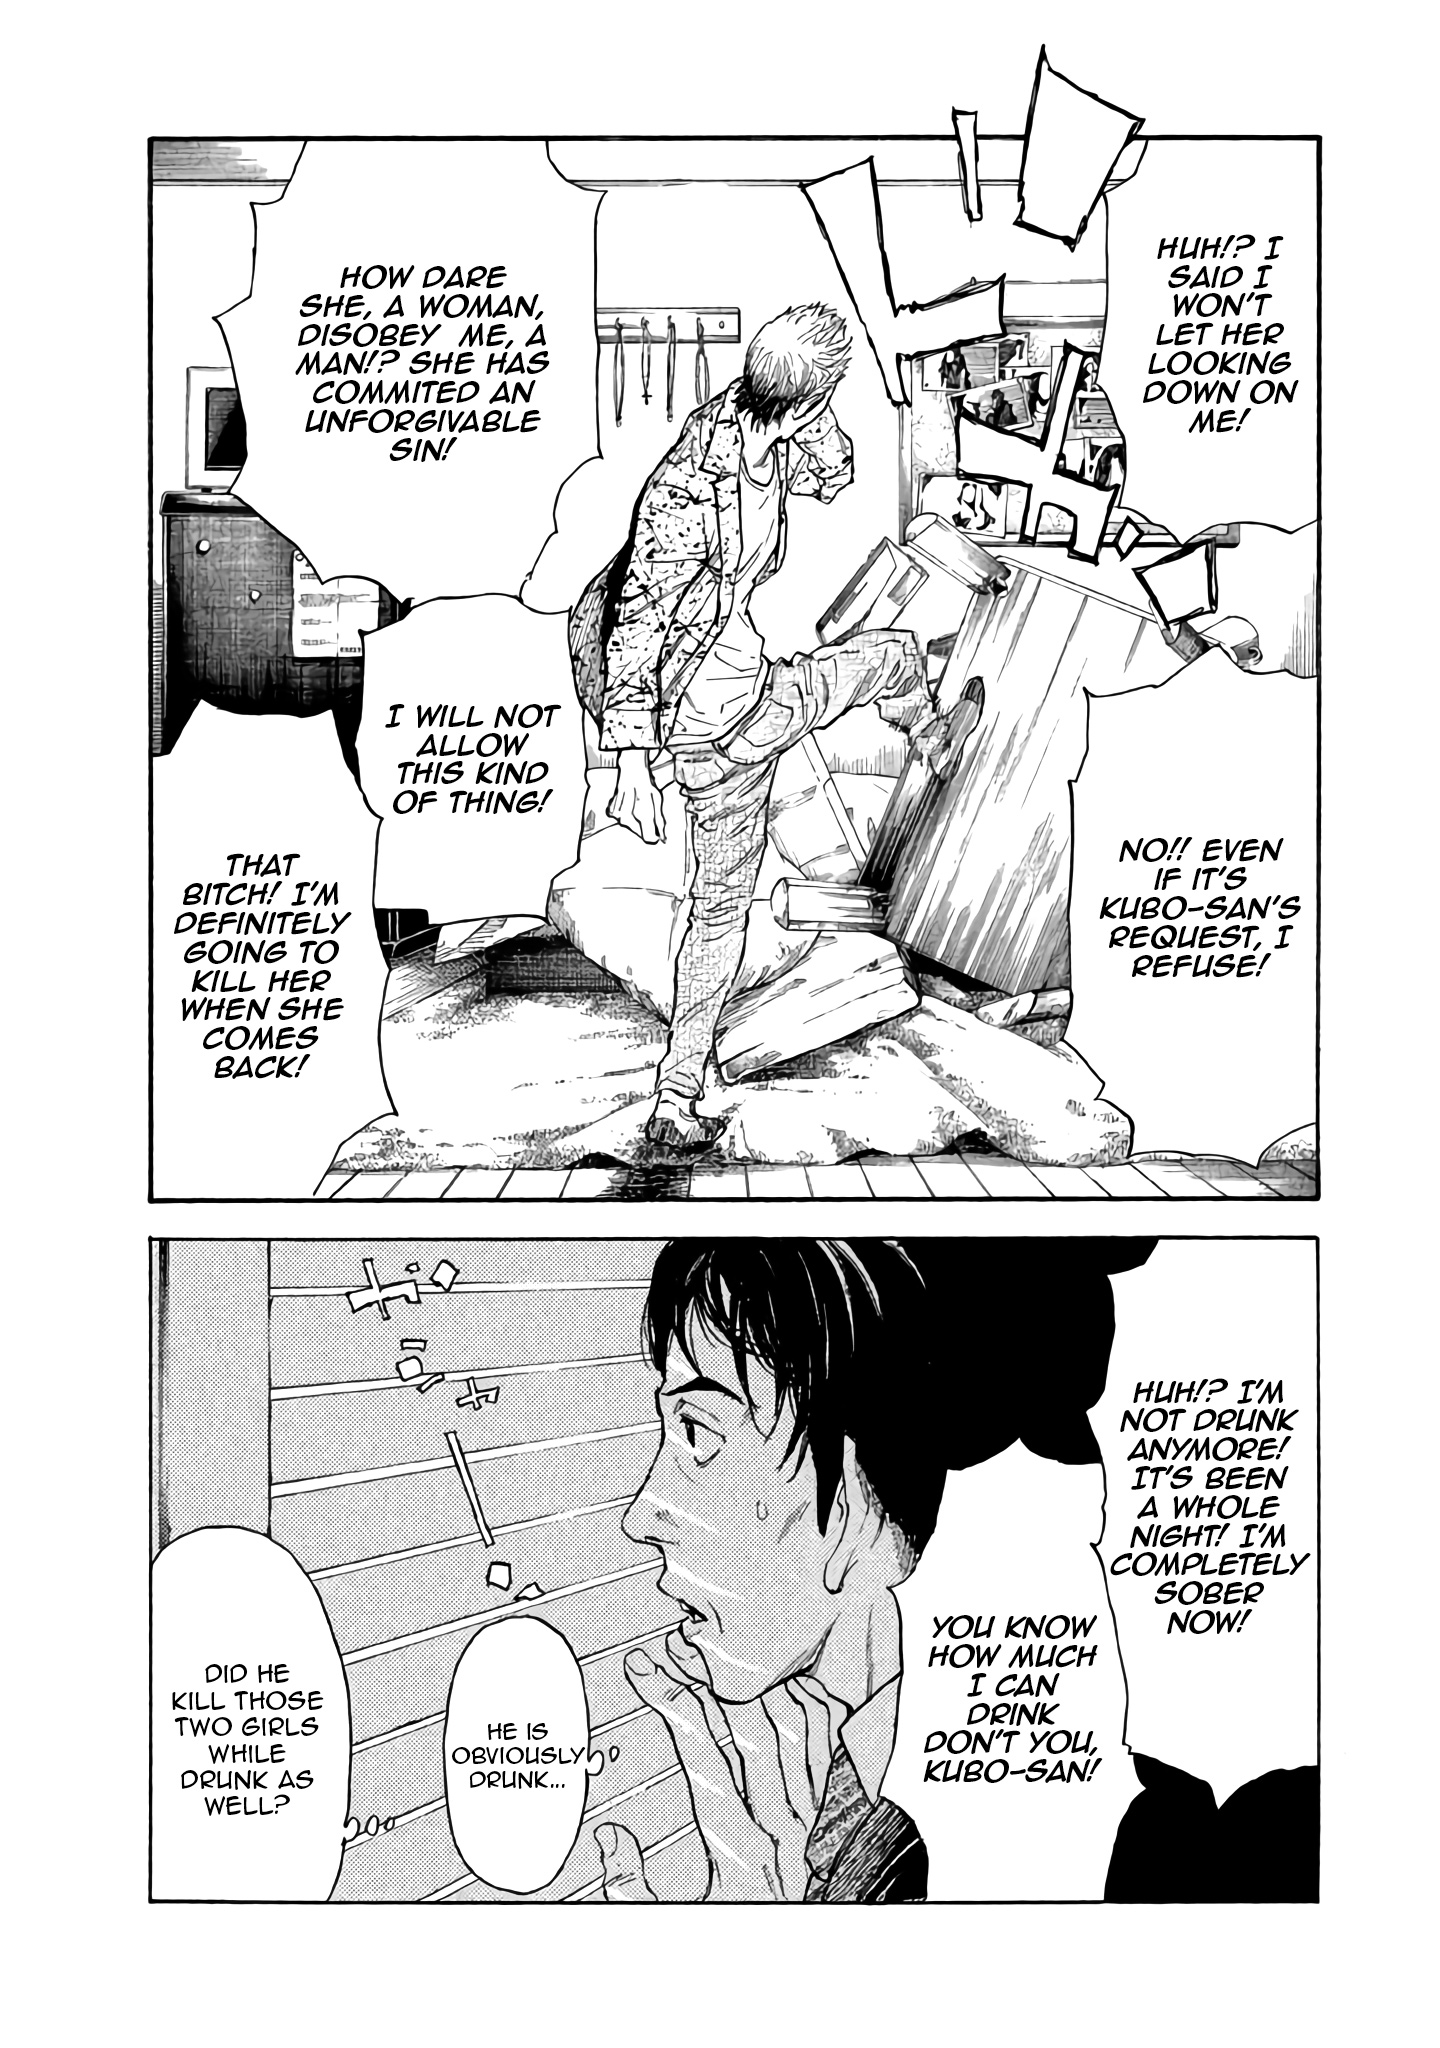 HUH!? I
SAID I
WON'T
LET HER
LOOKING
DOWN ON
ME!
HOW DARE
SHE, A WOMAN,
DISOBEY ME, A
MAN!? SHE HAS
COMMITED AN
UNFORGIVABLE
SIN!
NO!! EVEN
IF IT'S
KUBO-SAN'S
REQUEST, I
REFUSE!
I WILL NOT
ALLOW
THIS KIND
OF THING!
THAT
BITCH! I'M
DEFINITELY
GOING TO
KILL HER
WHEN SHE
COMES
BACK!
HUH!? I'M
NOT DRUNK
ANYMORE!
IT'S BEEN
A WHOLE
NIGHT! I'M
COMPLETELY
SOBER
NOW!
YOU KNOW
HOW MUCH
I CAN
DRINK
DON'T YOU,
KUBO-SAN!
HE IS
OBVIOUSLY
DRUNK...
DID HE
KILL THOSE
TWO GIRLS
WHILE
DRUNK AS
WELL?